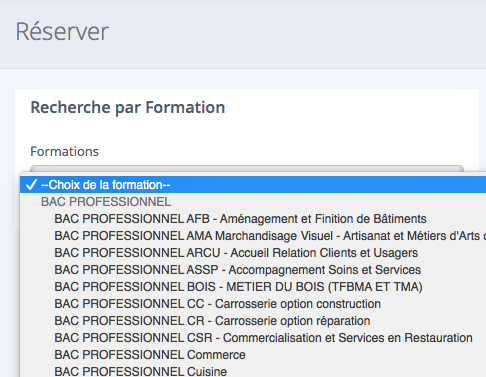 Réserver
Recherche par Formation
Formations
✓ --Choix de la formation--
BAC PROFESSIONNEL
BAC PROFESSIONNEL AFB - Aménagement et Finition de Bâtiments
BAC PROFESSIONNEL AMA Marchandisage Visuel - Artisanat et Métiers d'Arts
BAC PROFESSIONNEL ARCU - Accueil Relation Clients et Usagers
BAC PROFESSIONNEL ASSP - Accompagnement Soins et Services
BAC PROFESSIONNEL BOIS - METIER DU BOIS (TFBMA ET TMA)
BAC PROFESSIONNEL CC - Carrosserie option construction
BAC PROFESSIONNEL CR - Carrosserie option réparation
BAC PROFESSIONNEL CSR - Commercialisation et Services en Restauration
BAC PROFESSIONNEL Commerce
BAC PROFESSIONNEL Cuisine